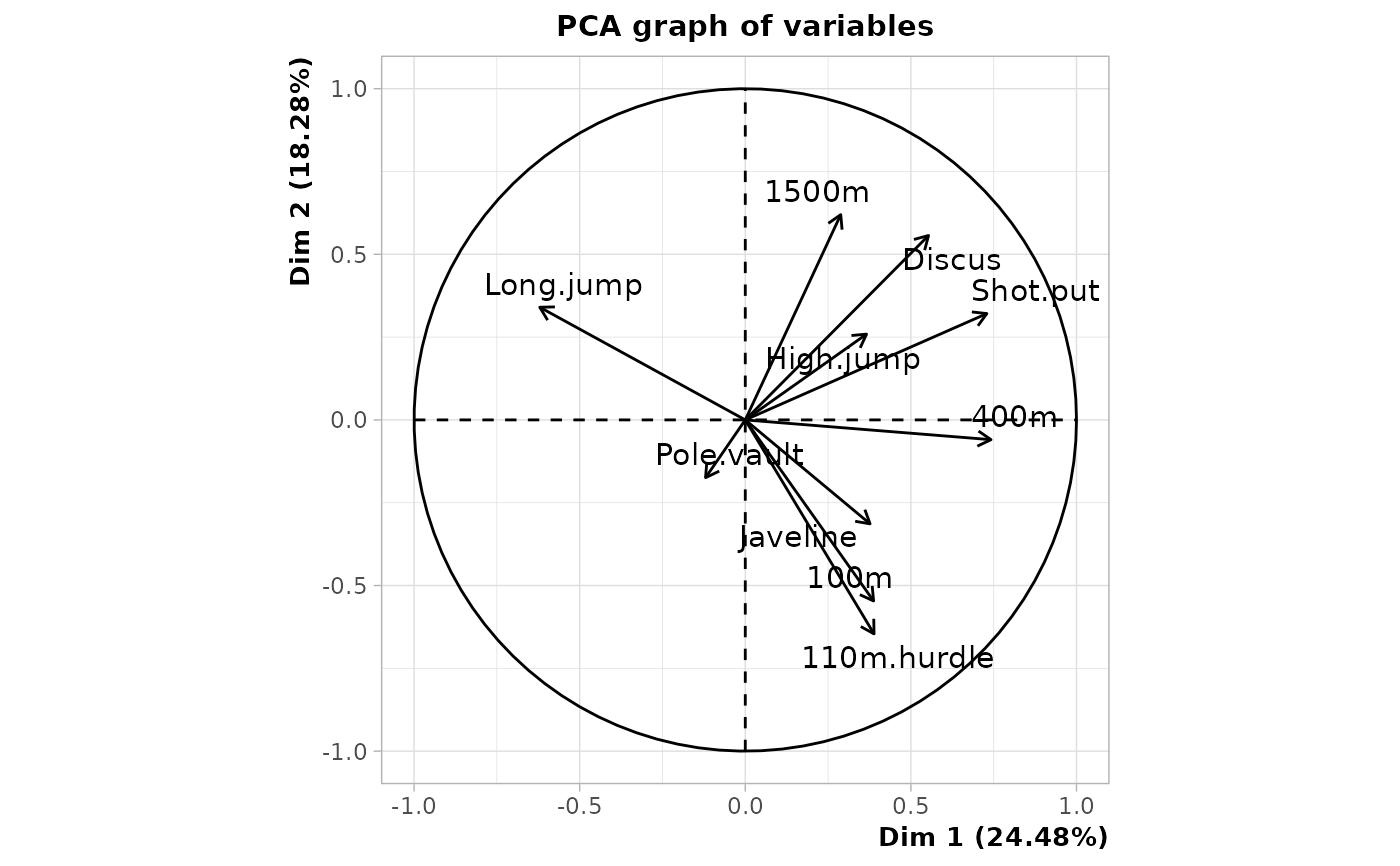 PCA graph of variables
Dim 2 (18.28%)
1.0
0.5
0.0
-0.5
-1.0
1500m
Discus
Long.jump
Shot.put
High.jump
400m
Pole.vault
Javeline
100m
110m.hurdle
-1.0
-0.5
0.0
0.5
1.0
Dim 1 (24.48%)